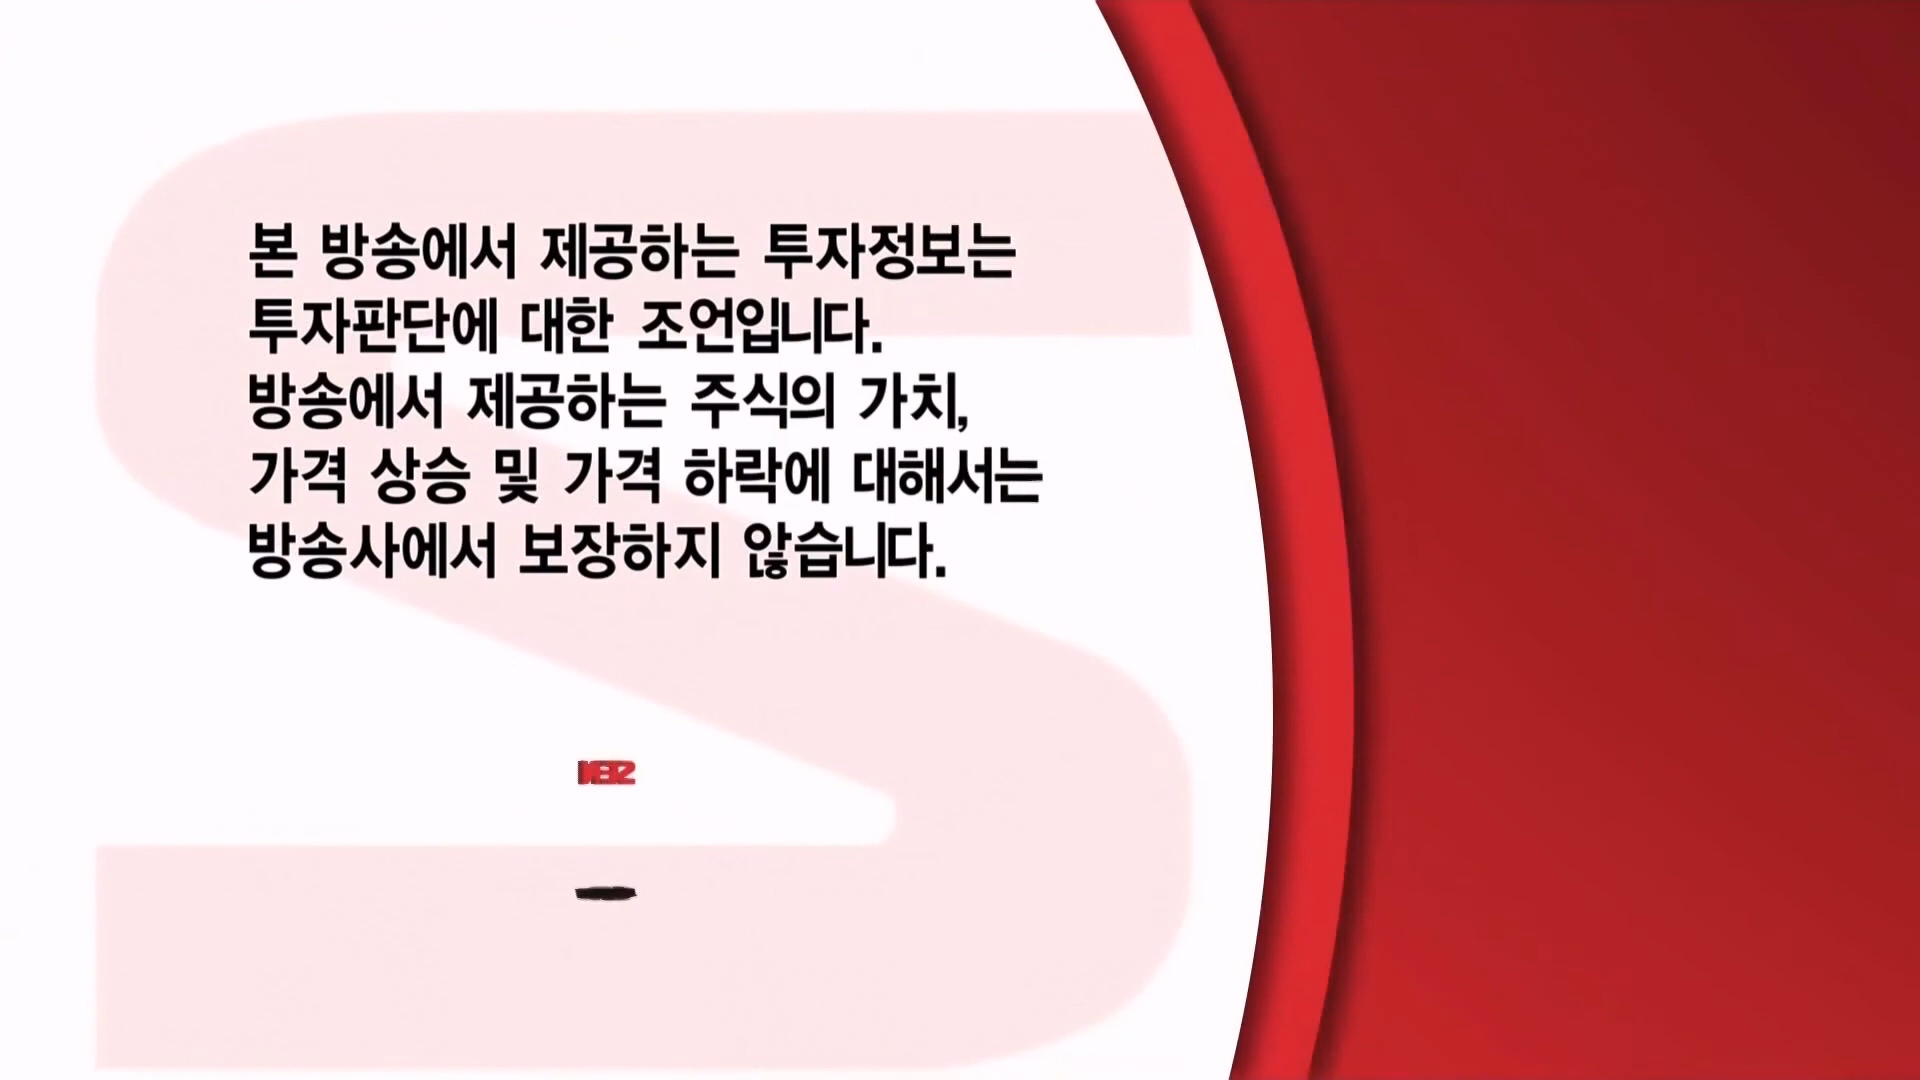 본 방송에서 제공하는 투자정보는
투자판단에 대한 조언입니다.
방송에서 제공하는 주식의 가치,
가격 상승 및 가격 하락에 대해서는
방송사에서 보장하지 않습니다.